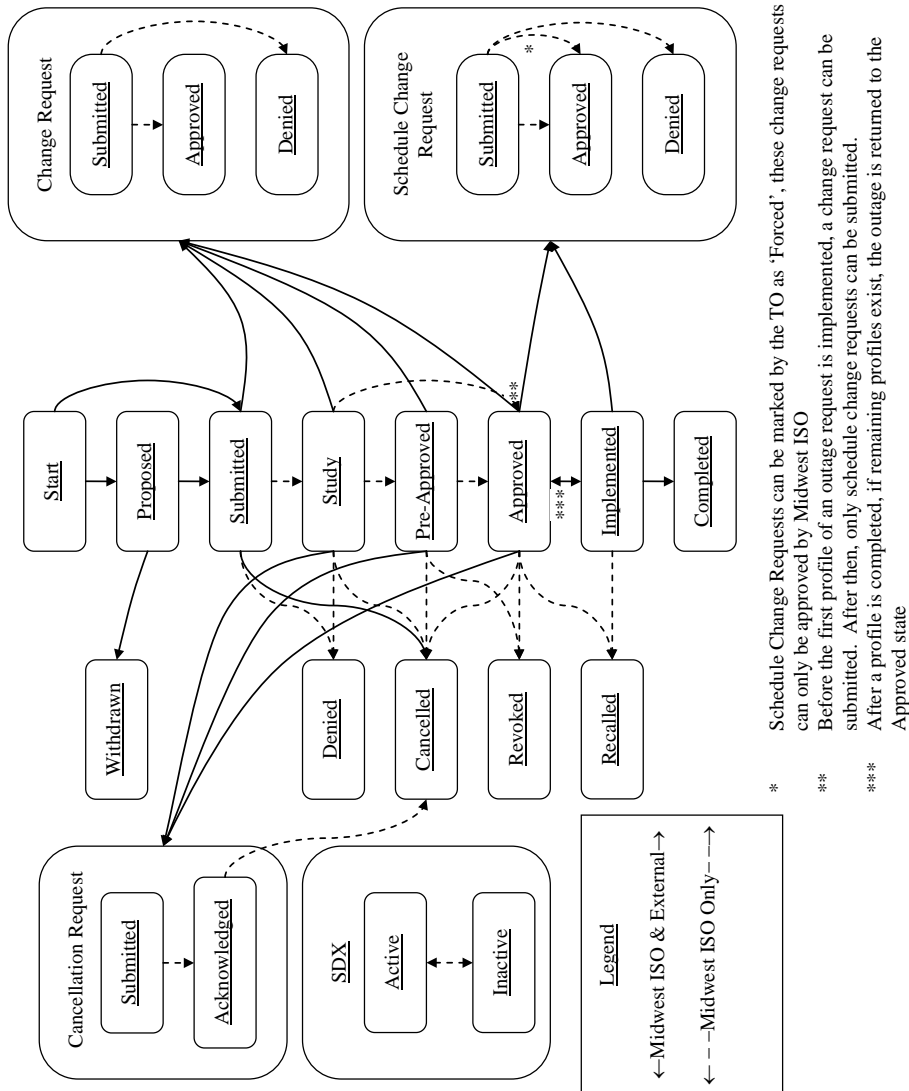 Change Request
Submitted
Approved
Denied
Schedule Change
Request
Submitted
*
Approved
Denied
Start
Proposed
Submitted
Study
Pre-Approved
**
Approved
***
Implemented
Completed
Withdrawn
Denied
Cancelled
Revoked
Recalled
Cancellation Request
Submitted
Acknowledged
SDX
Active
Inactive
Legend
←Midwest ISO & External→
←– – –Midwest ISO Only– –→
* Schedule Change Requests can be marked by the TO as ‘Forced’, these change requests
can only be approved by Midwest ISO
** Before the first profile of an outage request is implemented, a change request can be
submitted. After then, only schedule change requests can be submitted.
*** After a profile is completed, if remaining profiles exist, the outage is returned to the
Approved state